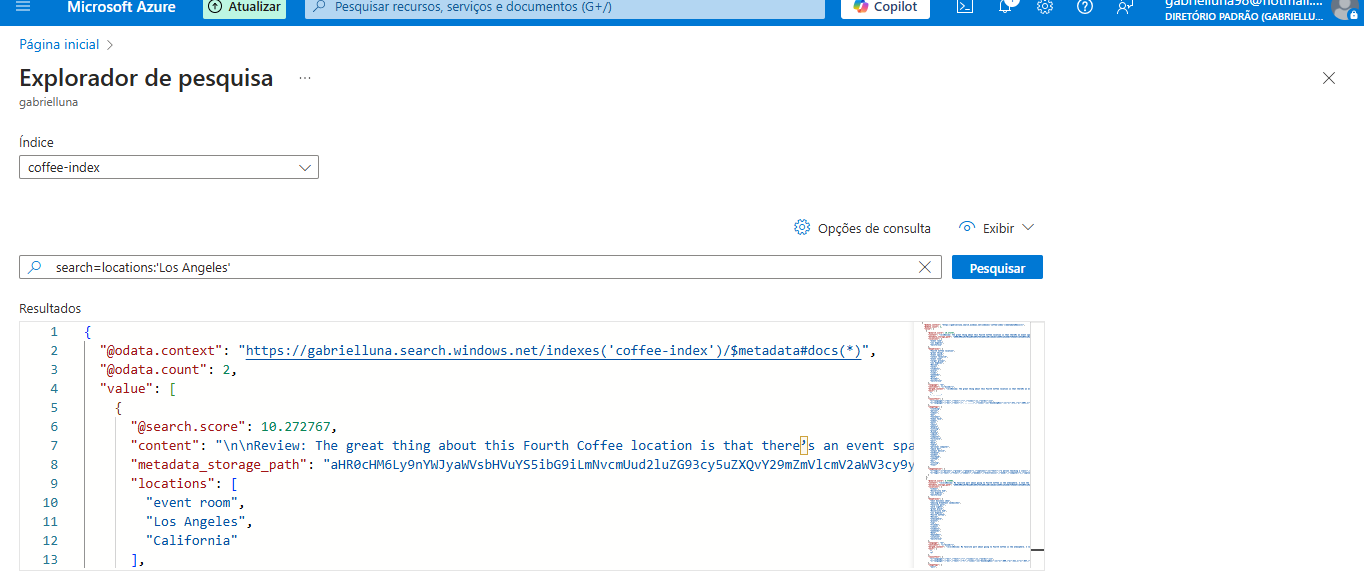 Microsoft Azure
Atualizar
Pesquisar recursos, serviços e documentos (G+/)
Copilot
gabrielluna98@hotmail....
DIRETÓRIO PADRÃO (GABRIELLU...
Página inicial
Explorador de pesquisa ...
gabrielluna
Índice
coffee-index
Opções de consulta
Exibir
search=locations:'Los Angeles'
Pesquisar
Resultados
1 {
2 "@odata.context": "https://gabrielluna.search.windows.net/indexes('coffee-index')/$metadata#docs(*)",
3 "@odata.count": 2,
4 "value": [
5 {
6 "@search.score": 10.272767,
7 "content": "\n\nReview: The great thing about this Fourth Coffee location is that there’s an event spa
8 "metadata_storage_path": "aHR0cHM6Ly9nYWJyaWVsbHVuYS5ibG9iLmNvcmUud2luZG93cy5uZXQvY29mZmVlcmV2aWV3cy9y
9 "locations": [
10 "event room",
11 "Los Angeles",
12 "California"
13 ],